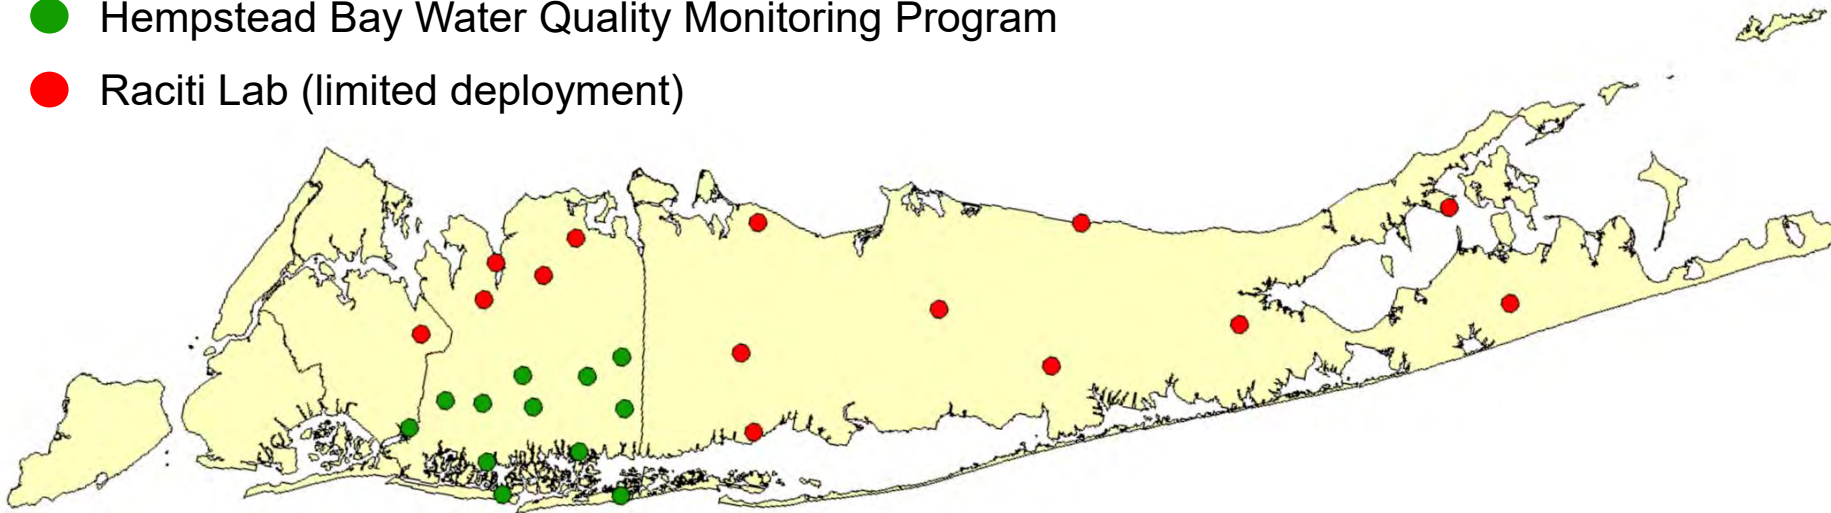 Hempstead Bay Water Quality Monitoring Program
Raciti Lab (limited deployment)